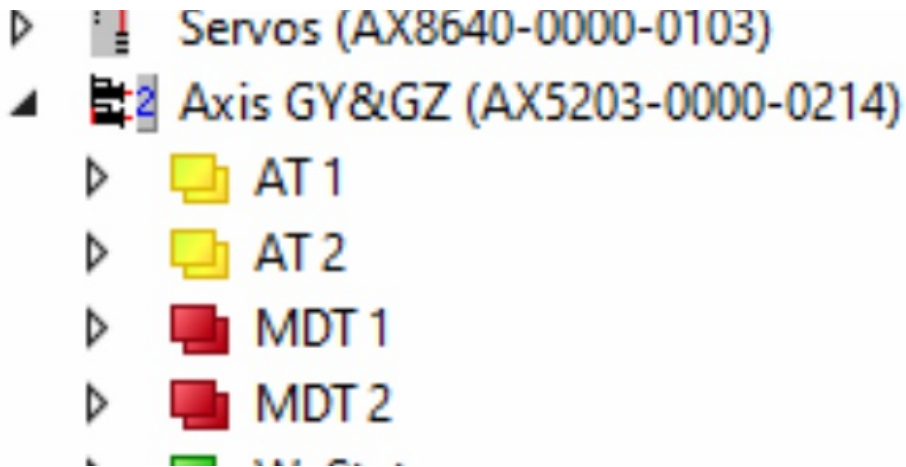 Servos (AX8640-0000-0103)
2 Axis GY&GZ (AX5203-0000-0214)
AT 1
AT 2
MDT 1
MDT 2